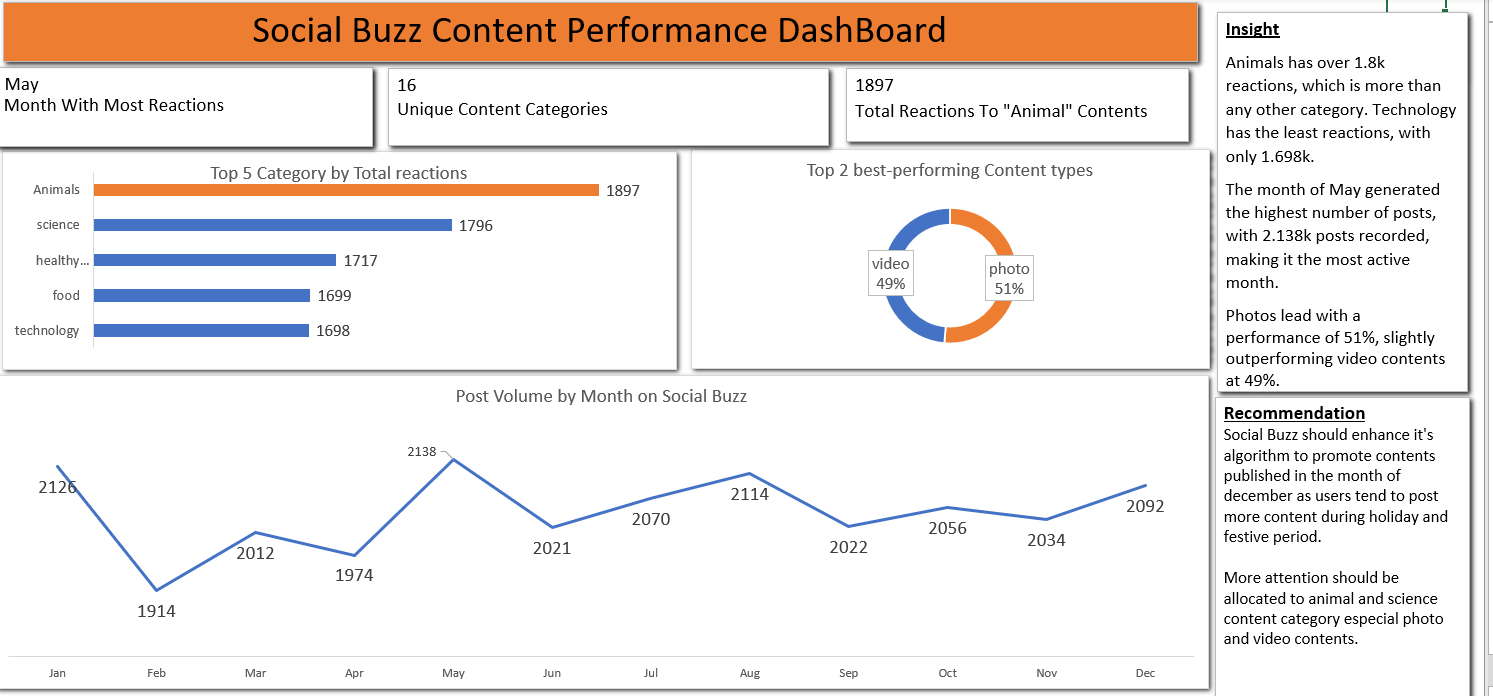 Social Buzz Content Performance DashBoard
May
Month With Most Reactions
16
Unique Content Categories
1897
Total Reactions To "Animal" Contents
Top 5 Category by Total reactions
Animals
1897
science
1796
healthy...
1717
food
1699
technology
1698
Top 2 best-performing Content types
video
49%
photo
51%
Post Volume by Month on Social Buzz
2126
1914
2012
1974
2138
2021
2070
2114
2022
2056
2034
2092
Jan
Feb
Mar
Apr
May
Jun
Jul
Aug
Sep
Oct
Nov
Dec
Insight
Animals has over 1.8k
reactions, which is more than
any other category. Technology
has the least reactions, with
only 1.698k.
The month of May generated
the highest number of posts,
with 2.138k posts recorded,
making it the most active
month.
Photos lead with a
performance of 51%, slightly
outperforming video contents
at 49%.
Recommendation
Social Buzz should enhance it's
algorithm to promote contents
published in the month of
december as users tend to post
more content during holiday and
festive period.
More attention should be
allocated to animal and science
content category especial photo
and video contents.